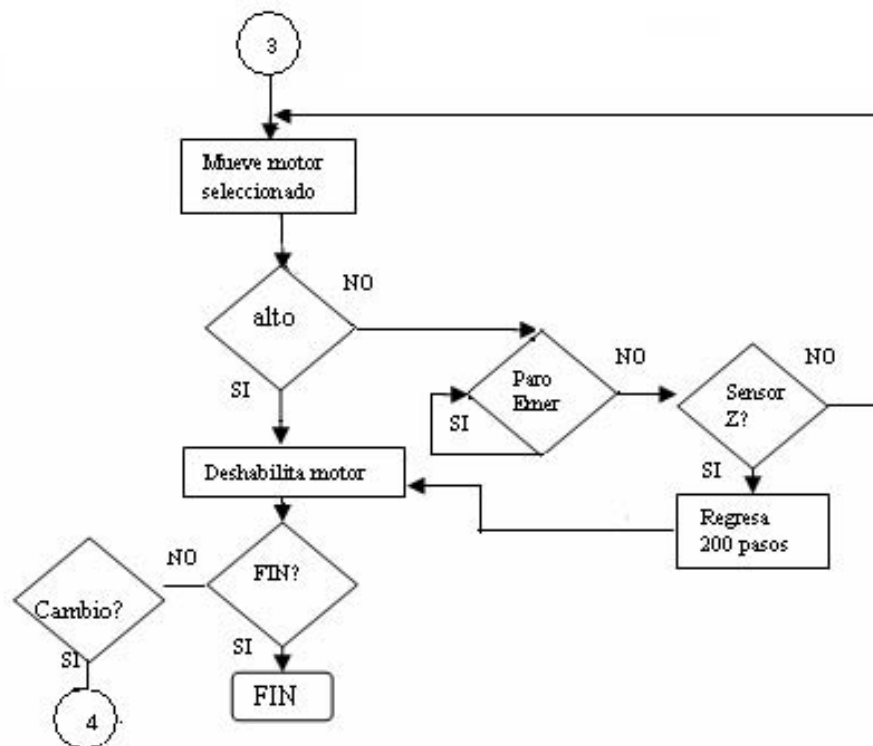 3
Mueve motor
seleccionado
NO
alto
SI
Paro
Emer
NO
SI
Sensor
Z?
NO
SI
Deshabilita motor
Regresa
200 pasos
FIN?
NO
SI
Cambio?
SI
FIN
4